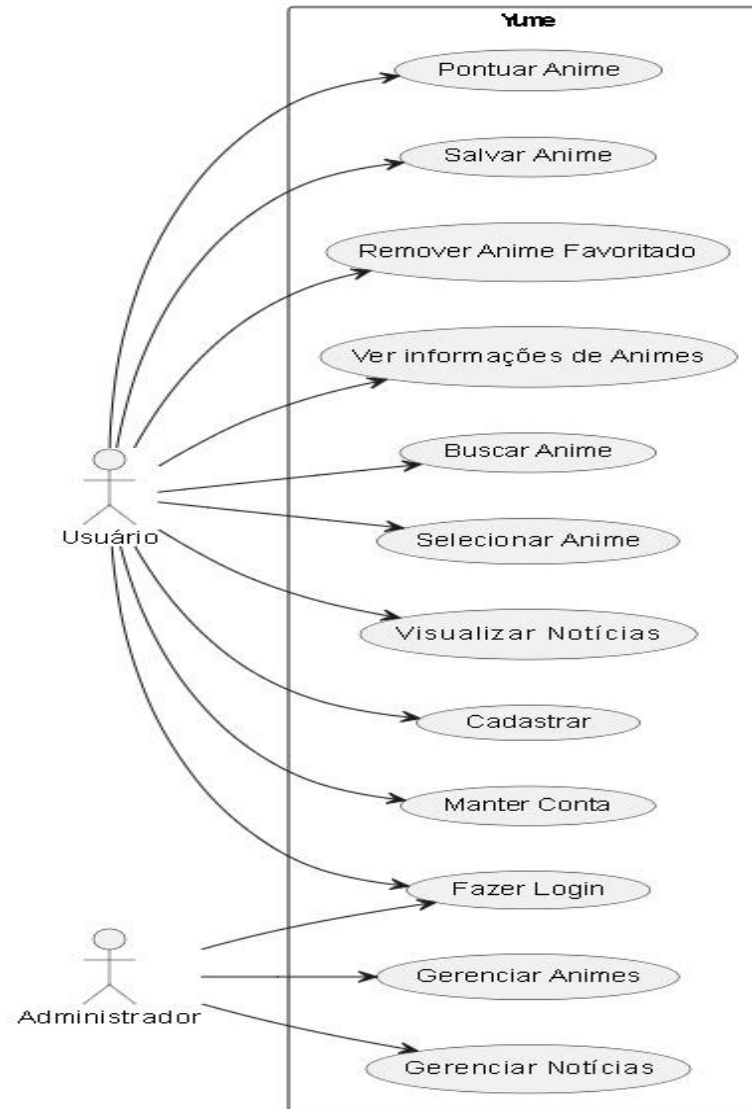 Yume
Pontuar Anime
Salvar Anime
Remover Anime Favoritado
Ver informações de Animes
Buscar Anime
Usuário
Selecionar Anime
Visualizar Notícias
Cadastrar
Manter Conta
Fazer Login
Gerenciar Animes
Administrador
Gerenciar Notícias